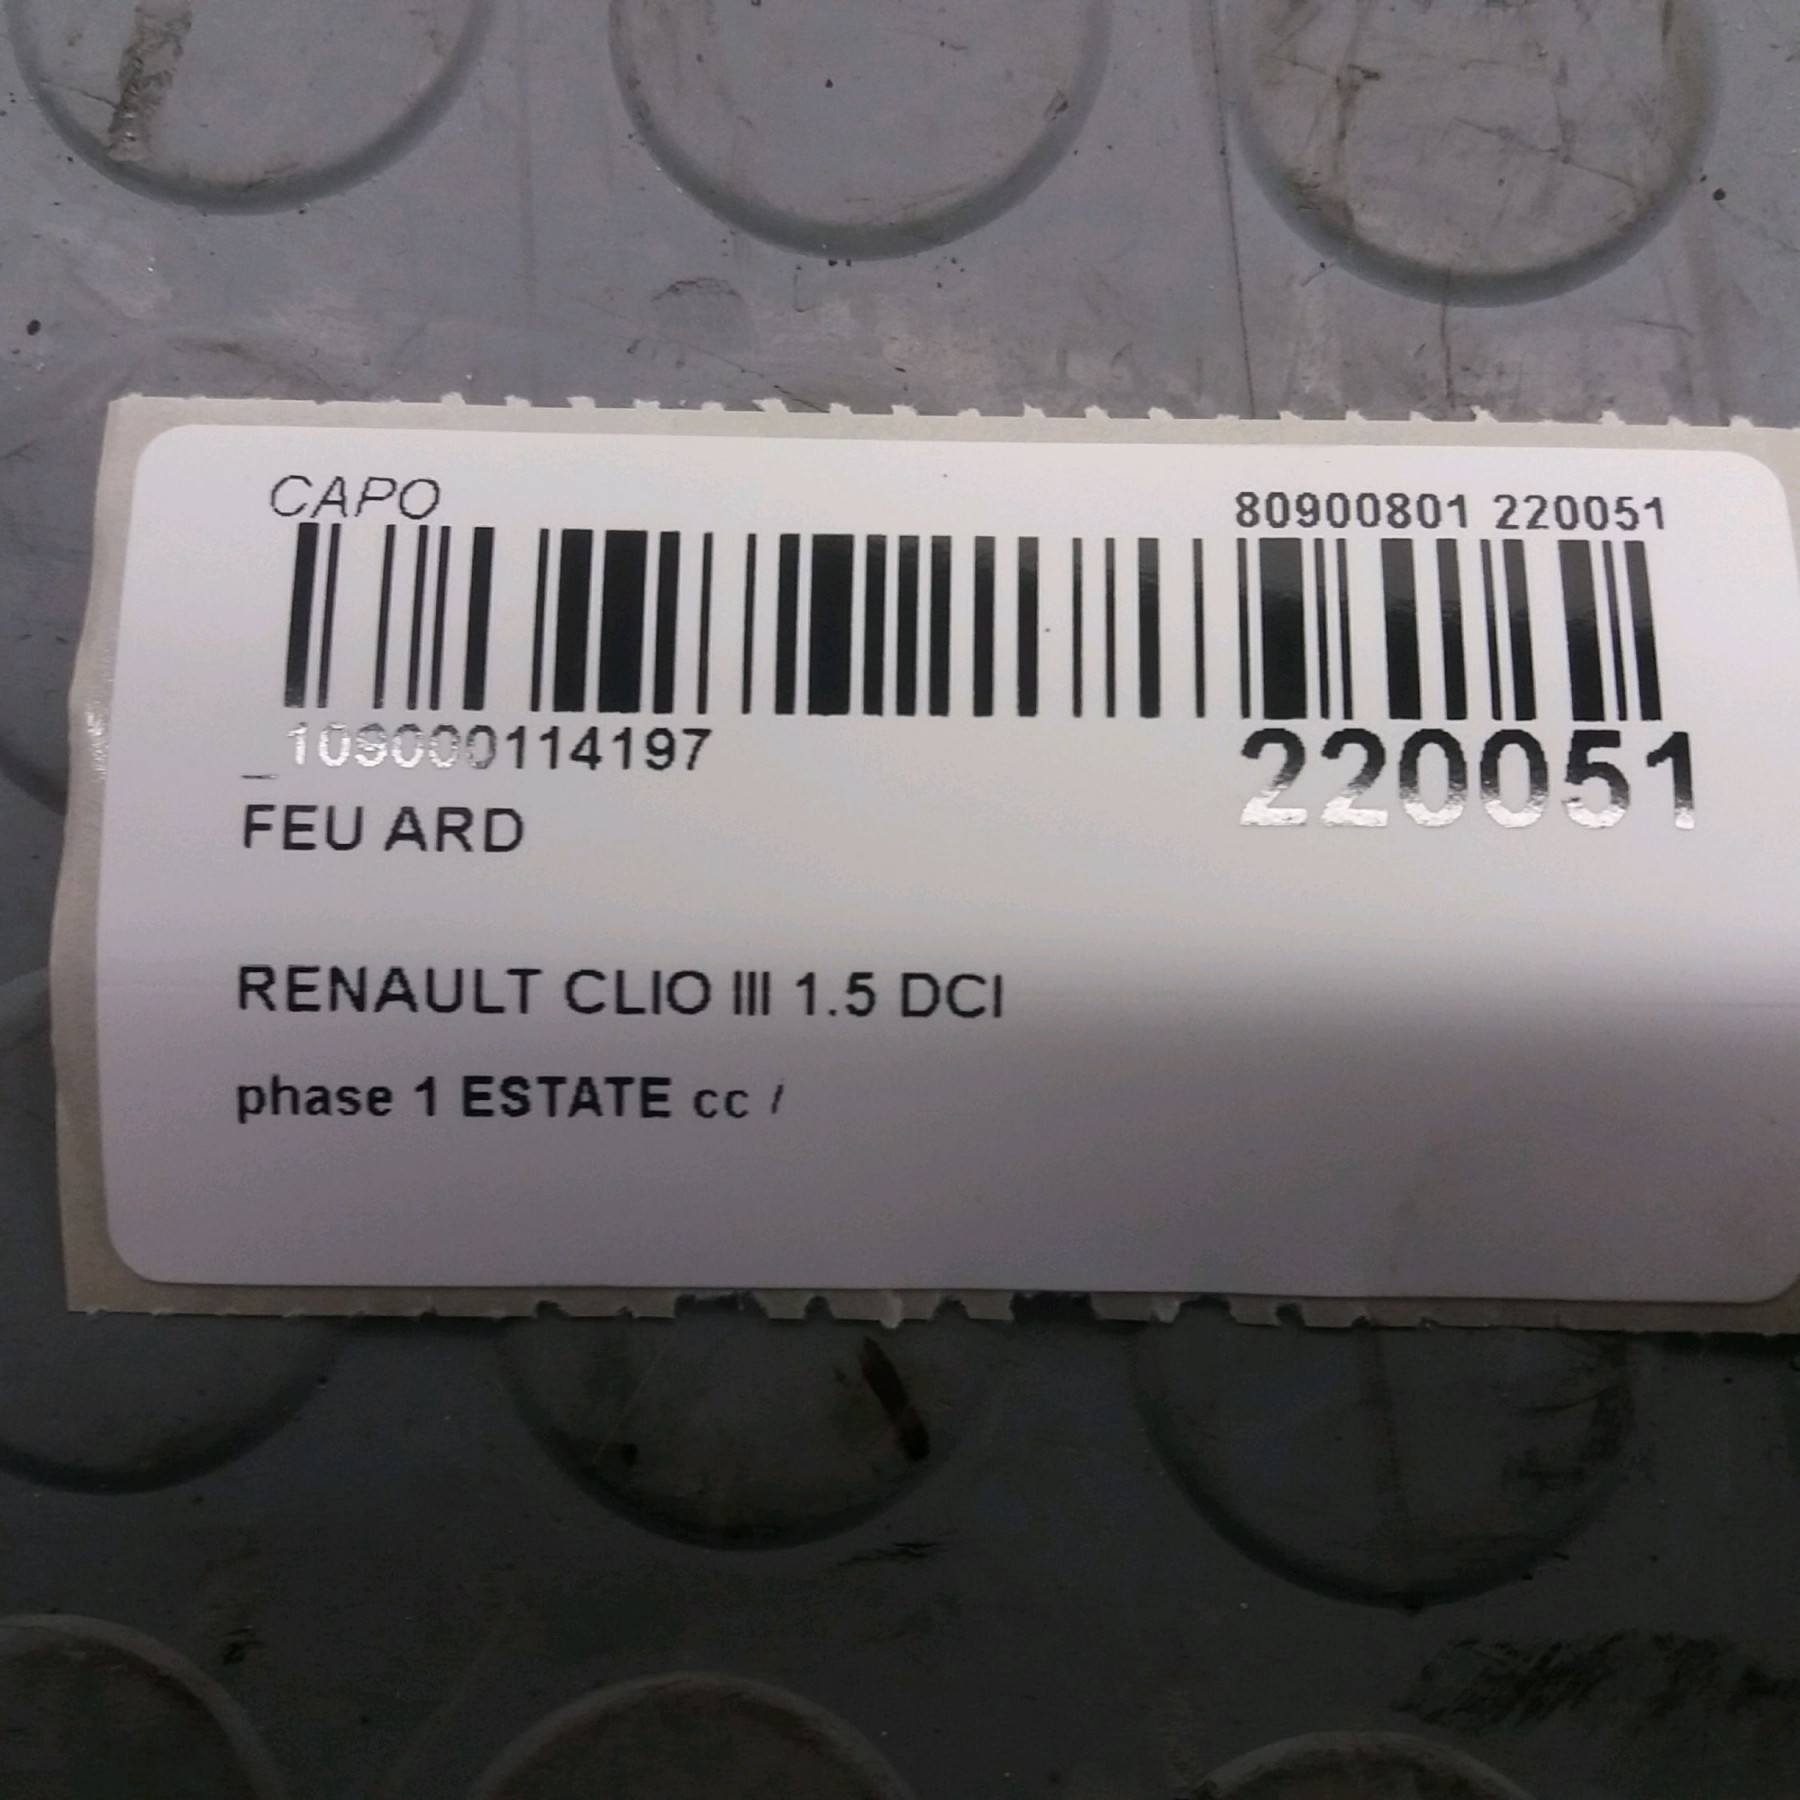 CAPO
80900801 220051
_109000114197
220051
FEU ARD
RENAULT CLIO III 1.5 DCI
phase 1 ESTATE cc /